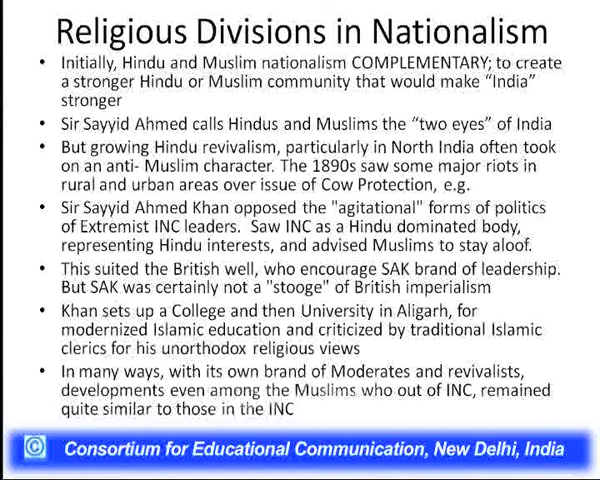 Religious Divisions in Nationalism
• Initially, Hindu and Muslim nationalism COMPLEMENTARY; to create
a stronger Hindu or Muslim community that would make “India”
stronger
• Sir Sayyid Ahmed calls Hindus and Muslims the “two eyes” of India
• But growing Hindu revivalism, particularly in North India often took
on an anti- Muslim character. The 1890s saw some major riots in
rural and urban areas over issue of Cow Protection, e.g.
• Sir Sayyid Ahmed Khan opposed the "agitational" forms of politics
of Extremist INC leaders.  Saw INC as a Hindu dominated body,
representing Hindu interests, and advised Muslims to stay aloof.
• This suited the British well, who encourage SAK brand of leadership.
But SAK was certainly not a "stooge" of British imperialism
• Khan sets up a College and then University in Aligarh, for
modernized Islamic education and criticized by traditional Islamic
clerics for his unorthodox religious views
• In many ways, with its own brand of Moderates and revivalists,
developments even among the Muslims who out of INC, remained
quite similar to those in the INC
© Consortium for Educational Communication, New Delhi, India